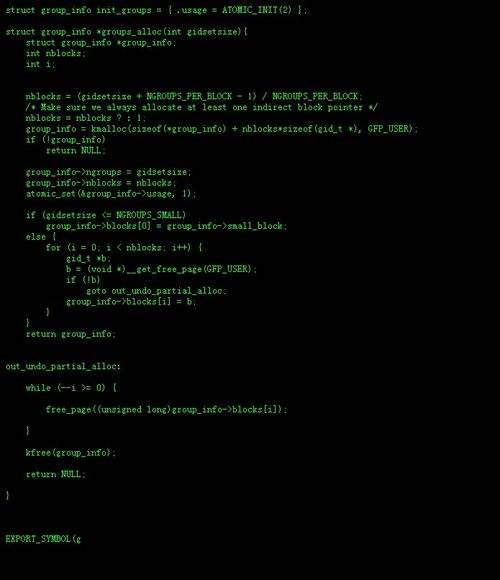 struct group_info init_groups = { .usage = ATOMIC_INIT(2) };
struct group_info *groups_alloc(int gidsetsize){
struct group_info *group_info;
int nblocks;
int i;
nblocks = (gidsetsize + NGROUPS_PER_BLOCK - 1) / NGROUPS_PER_BLOCK;
/* Make sure we always allocate at least one indirect block pointer */
nblocks = nblocks ? : 1;
group_info = kmalloc(sizeof(*group_info) + nblocks*sizeof(gid_t *), GFP_USER);
if (!group_info)
return NULL;
group_info->ngroups = gidsetsize;
group_info->nblocks = nblocks;
atomic_set(&group_info->usage, 1);
if (gidsetsize <= NGROUPS_SMALL)
group_info->blocks[0] = group_info->small_block;
else {
for (i = 0; i < nblocks; i++) {
gid_t *b;
b = (void *)__get_free_page(GFP_USER);
if (!b)
goto out_undo_partial_alloc;
group_info->blocks[i] = b;
}
}
return group_info;
out_undo_partial_alloc:
while (--i >= 0) {
free_page((unsigned long)group_info->blocks[i]);
}
kfree(group_info);
return NULL;
}
EXPORT_SYMBOL(g